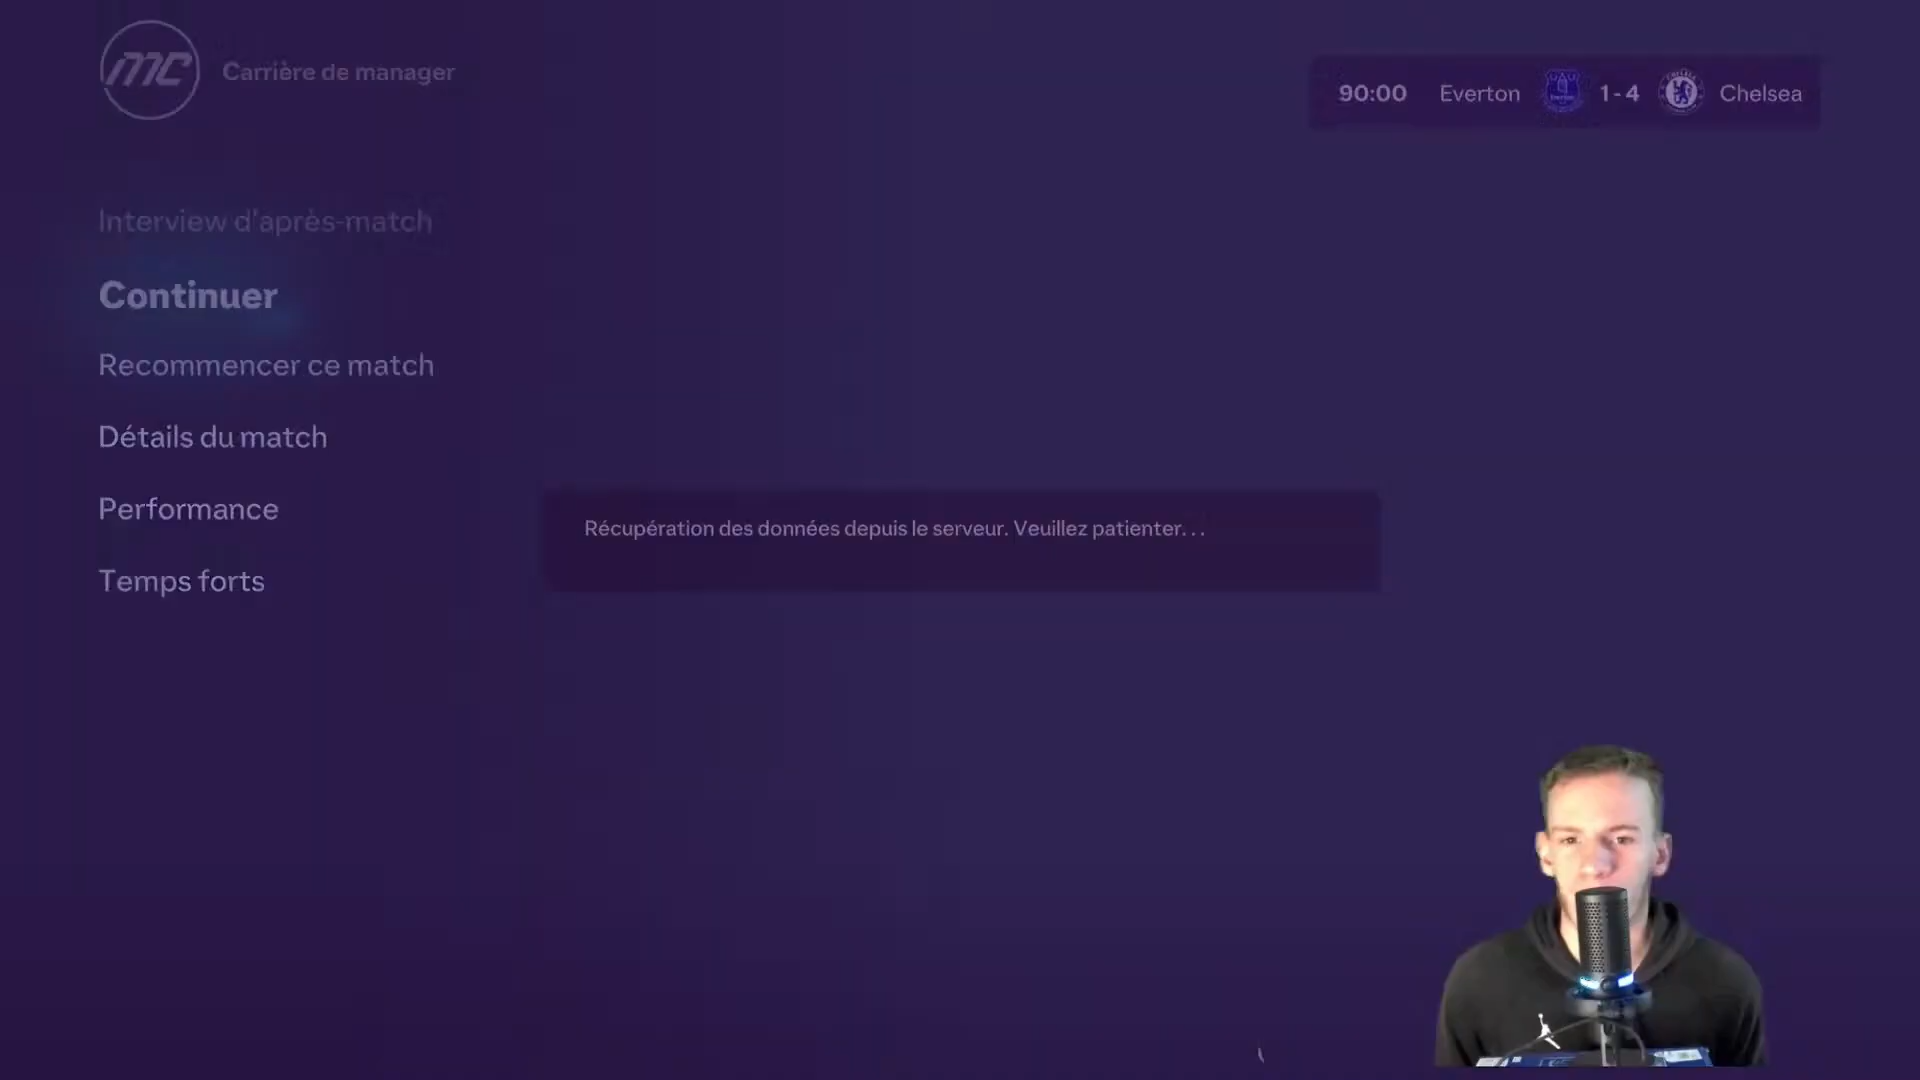 MC Carrière de manager
90:00 Everton 1-4 Chelsea
Interview d'après-match
Continuer
Recommencer ce match
Détails du match
Performance
Temps forts
Récupération des données depuis le serveur. Veuillez patienter...